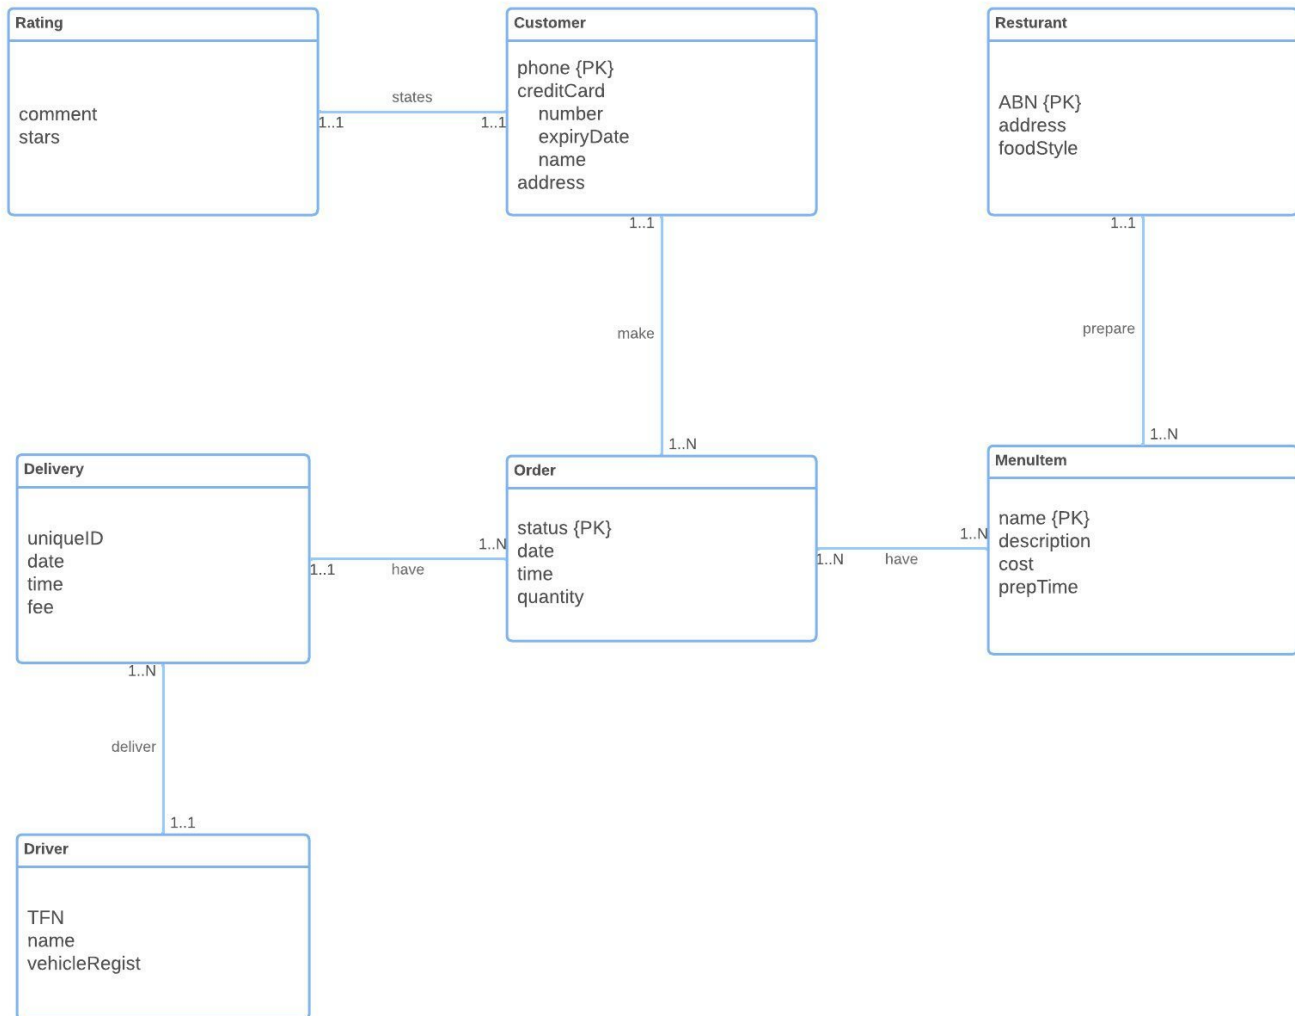 Rating
comment
stars
states
1..1
1..1
Customer
phone {PK}
creditCard
number
expiryDate
name
address
Resturant
ABN {PK}
address
foodStyle
1..1
make
1..N
1..1
prepare
1..N
Delivery
uniqueID
date
time
fee
1..N
1..1
have
Order
status {PK}
date
time
quantity
1..N
1..N
have
MenuItem
name {PK}
description
cost
prepTime
1..N
deliver
1..1
Driver
TFN
name
vehicleRegist